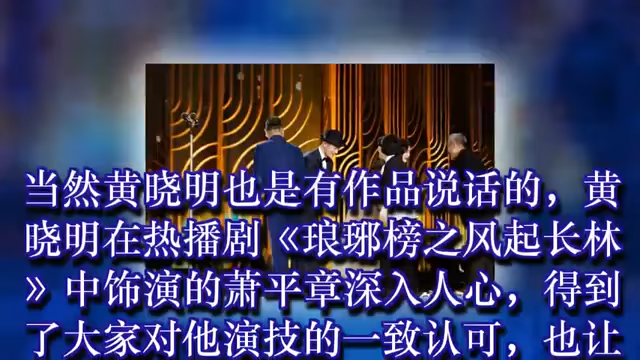 当然黄晓明也是有作品说话的，黄
晓明在热播剧《琅琊榜之风起长林
》中饰演的萧平章深入人心，得到
了大家对他演技的一致认可，也让